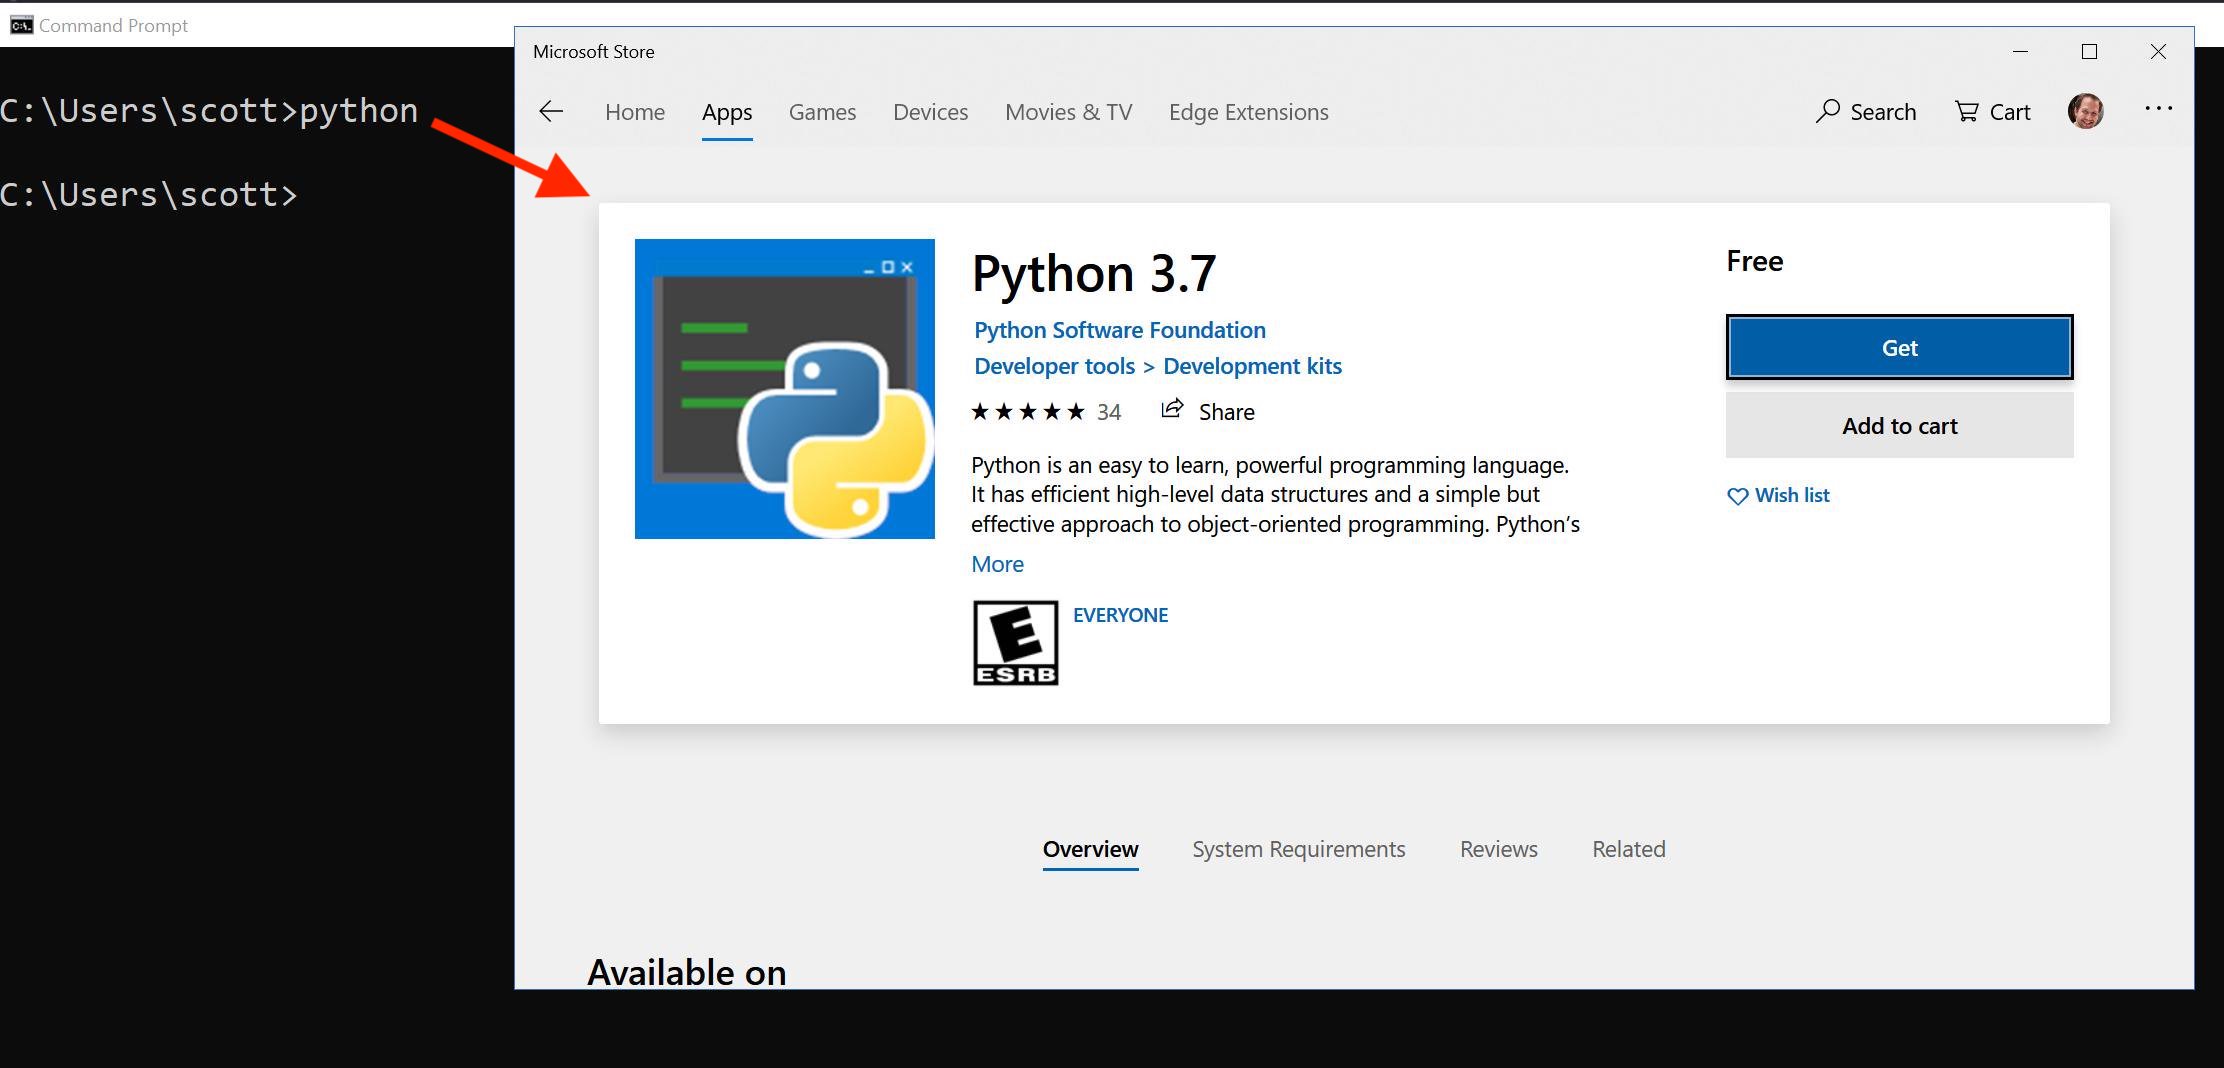 Command Prompt
C:\Users\scott>python
C:\Users\scott>
Microsoft Store
Home Apps Games Devices Movies & TV Edge Extensions Search Cart
Python 3.7
Python Software Foundation
Developer tools > Development kits
34 Share
Python is an easy to learn, powerful programming language.
It has efficient high-level data structures and a simple but
effective approach to object-oriented programming. Python’s
More
E
ESRB
EVERYONE
Free
Get
Add to cart
Wish list
Overview System Requirements Reviews Related
Available on